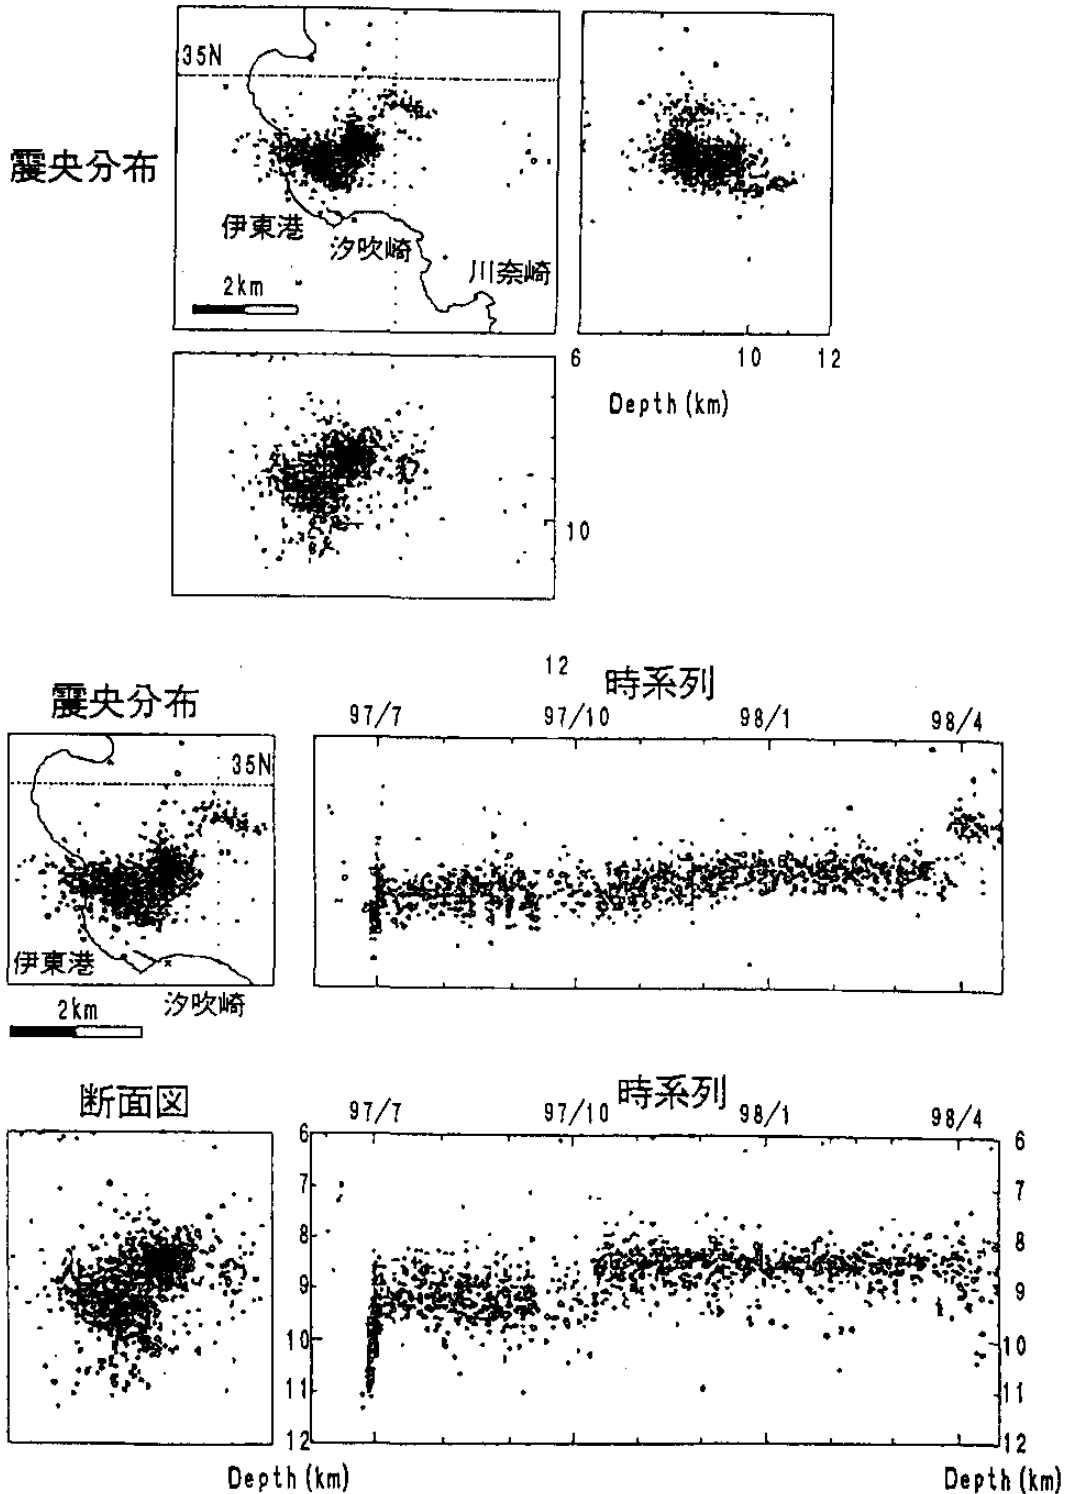 35N
震央分布
伊東港
汐吹崎
川奈崎
2km
6 10 12
Depth(km)
10
12
震央分布
時系列
97/7 97/10 98/1 98/4
35N
伊東港
汐吹崎
2km
断面図
時系列
97/7 97/10 98/1 98/4
6 6
7 7
8 8
9 9
10 10
11 11
12 12
Depth(km) Depth(km)